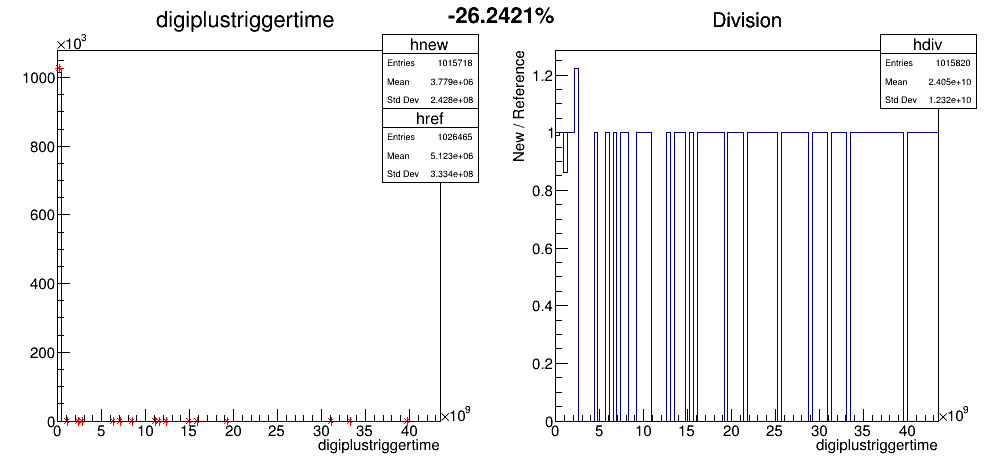 digiplustriggertime
-26.2421%
Division
×10³
hnew
Entries 1015718
Mean 3.779e+06
Std Dev 2.428e+08
href
Entries 1026465
Mean 5.123e+06
Std Dev 3.334e+08
1000
800
600
400
200
0
0 5 10 15 20 25 30 35 40
×10⁹
digiplustriggertime
hdiv
Entries 1015820
Mean 2.405e+10
Std Dev 1.232e+10
New / Reference
1.2
1
0.8
0.6
0.4
0.2
0
0 5 10 15 20 25 30 35 40
×10⁹
digiplustriggertime